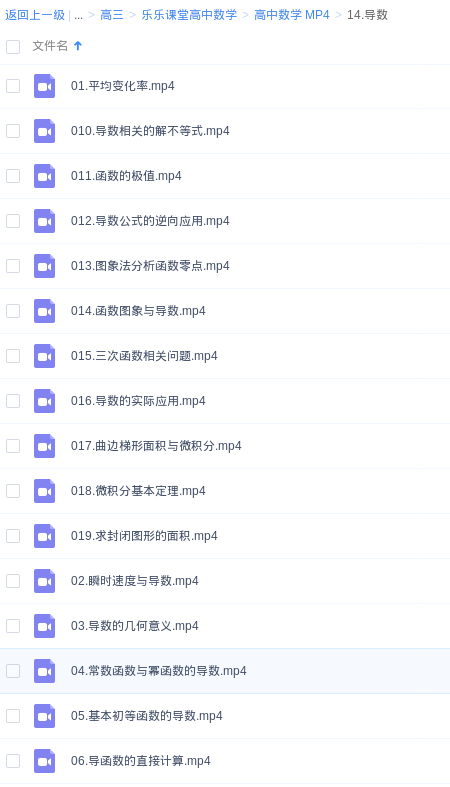 返回上一级 | ... > 高三 > 乐乐课堂高中数学 > 高中数学 MP4 > 14.导数
文件名
01.平均变化率.mp4
010.导数相关的解不等式.mp4
011.函数的极值.mp4
012.导数公式的逆向应用.mp4
013.图象法分析函数零点.mp4
014.函数图象与导数.mp4
015.三次函数相关问题.mp4
016.导数的实际应用.mp4
017.曲边梯形面积与微积分.mp4
018.微积分基本定理.mp4
019.求封闭图形的面积.mp4
02.瞬时速度与导数.mp4
03.导数的几何意义.mp4
04.常数函数与幂函数的导数.mp4
05.基本初等函数的导数.mp4
06.导函数的直接计算.mp4